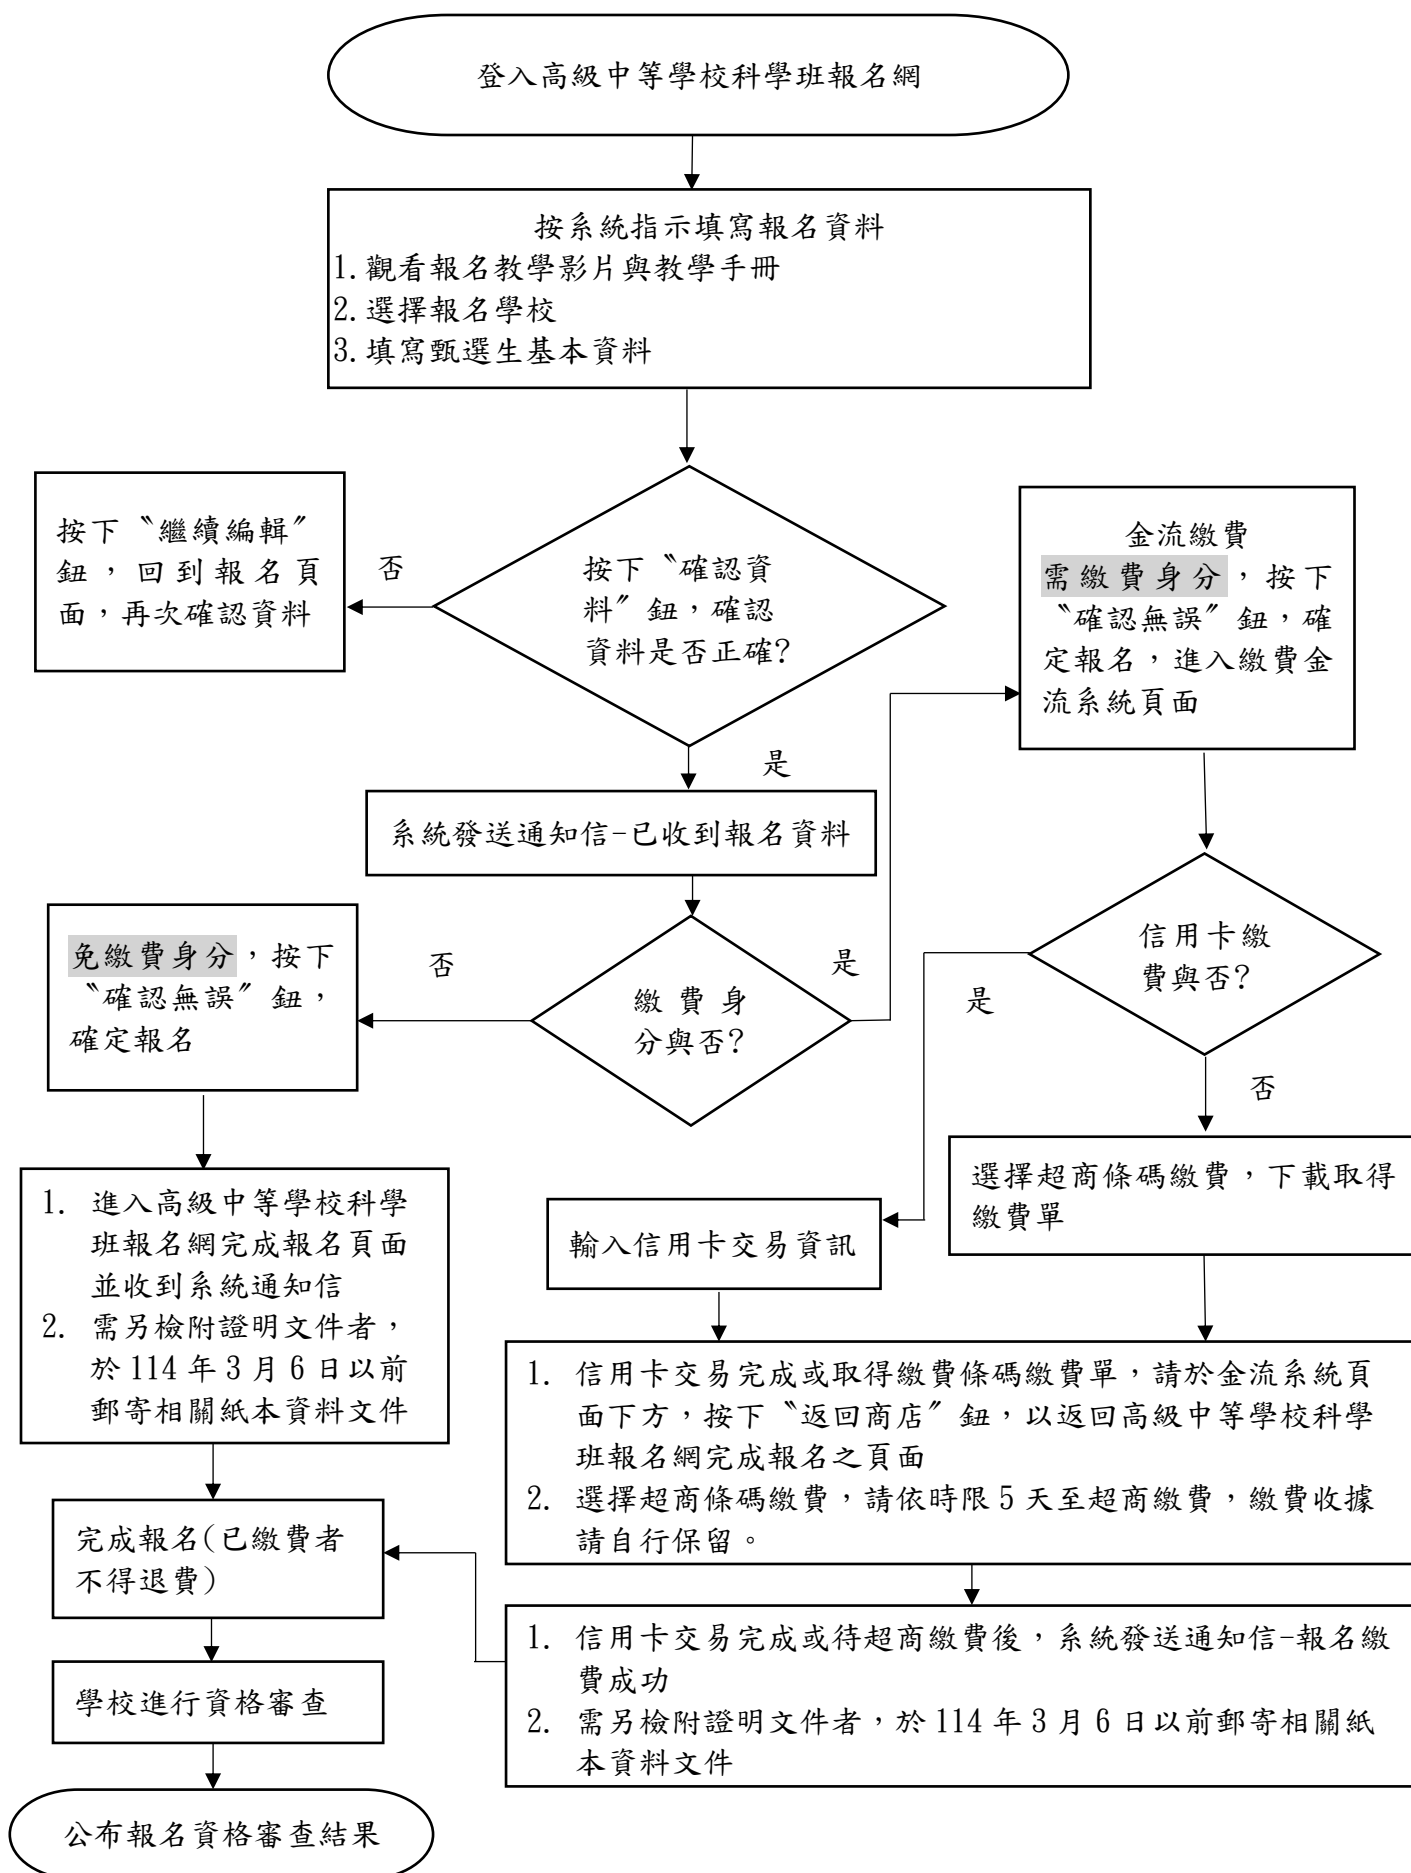 登入高級中等學校科學班報名網
按系統指示填寫報名資料
1.觀看報名教學影片與教學手冊
2.選擇報名學校
3.填寫甄選生基本資料
按下〝確認資
料〞鈕，確認
資料是否正確?
否
按下〝繼續編輯〞
鈕，回到報名頁
面，再次確認資料
是
系統發送通知信-已收到報名資料
繳費身
分與否?
否
免繳費身分，按下
〝確認無誤〞鈕，
確定報名
1. 進入高級中等學校科學
班報名網完成報名頁面
並收到系統通知信
2. 需另檢附證明文件者，
於114年3月6日以前
郵寄相關紙本資料文件
是
金流繳費
需繳費身分，按下
〝確認無誤〞鈕，確
定報名，進入繳費金
流系統頁面
信用卡繳
費與否?
是
輸入信用卡交易資訊
否
選擇超商條碼繳費，下載取得
繳費單
1. 信用卡交易完成或取得繳費條碼繳費單，請於金流系統頁
面下方，按下〝返回商店〞鈕，以返回高級中等學校科學
班報名網完成報名之頁面
2. 選擇超商條碼繳費，請依時限5天至超商繳費，繳費收據
請自行保留。
1. 信用卡交易完成或待超商繳費後，系統發送通知信-報名繳
費成功
2. 需另檢附證明文件者，於114年3月6日以前郵寄相關紙
本資料文件
完成報名(已繳費者
不得退費)
學校進行資格審查
公布報名資格審查結果